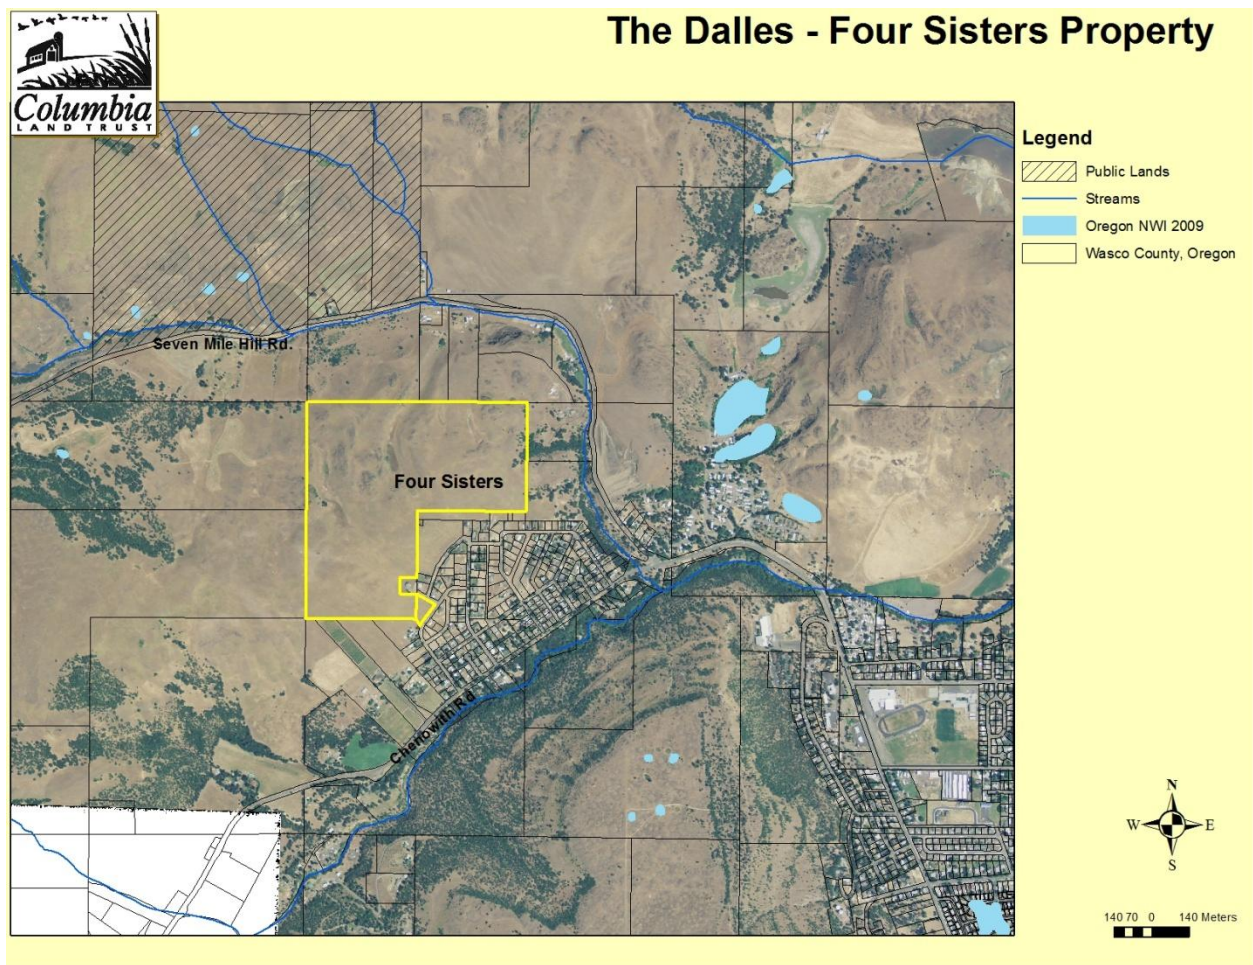 The Dalles - Four Sisters Property
Columbia
LAND TRUST
Legend
Public Lands
Streams
Oregon NWI 2009
Wasco County, Oregon
Seven Mile Hill Rd.
Four Sisters
Chenowith Rd
N
W E
S
140 70 0 140 Meters